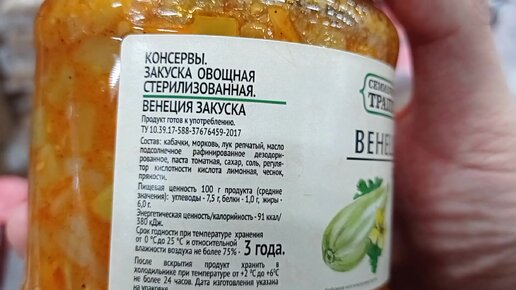 КОНСЕРВЫ.
ЗАКУСКА ОВОЩНАЯ
СТЕРИЛИЗОВАННАЯ.
ВЕНЕЦИЯ ЗАКУСКА
Продукт готов к употреблению.
ТУ 10.39.17-588-37676459-2017
Состав: кабачки, морковь, лук репчатый, масло
подсолнечное рафинированное дезодори-
рованное, паста томатная, сахар, соль, регуля-
тор кислотности кислота лимонная, чеснок,
пряности.
Пищевая ценность 100 г продукта (средние
значения): углеводы - 7,5 г, белки - 1,0 г, жиры -
6,0 г.
Энергетическая ценность/калорийность - 91 ккал/
380 кДж.
Срок годности при температуре хранения
от 0 °С до 25 °С и относительной
влажности воздуха не более 75% - 3 года.
После вскрытия продукт хранить в
холодильнике при температуре от +2 °С до +6°С
не более 24 часов. Дата изготовления указана
на упаковке.
СЕМЕ
ТРАП
ВЕНЕ